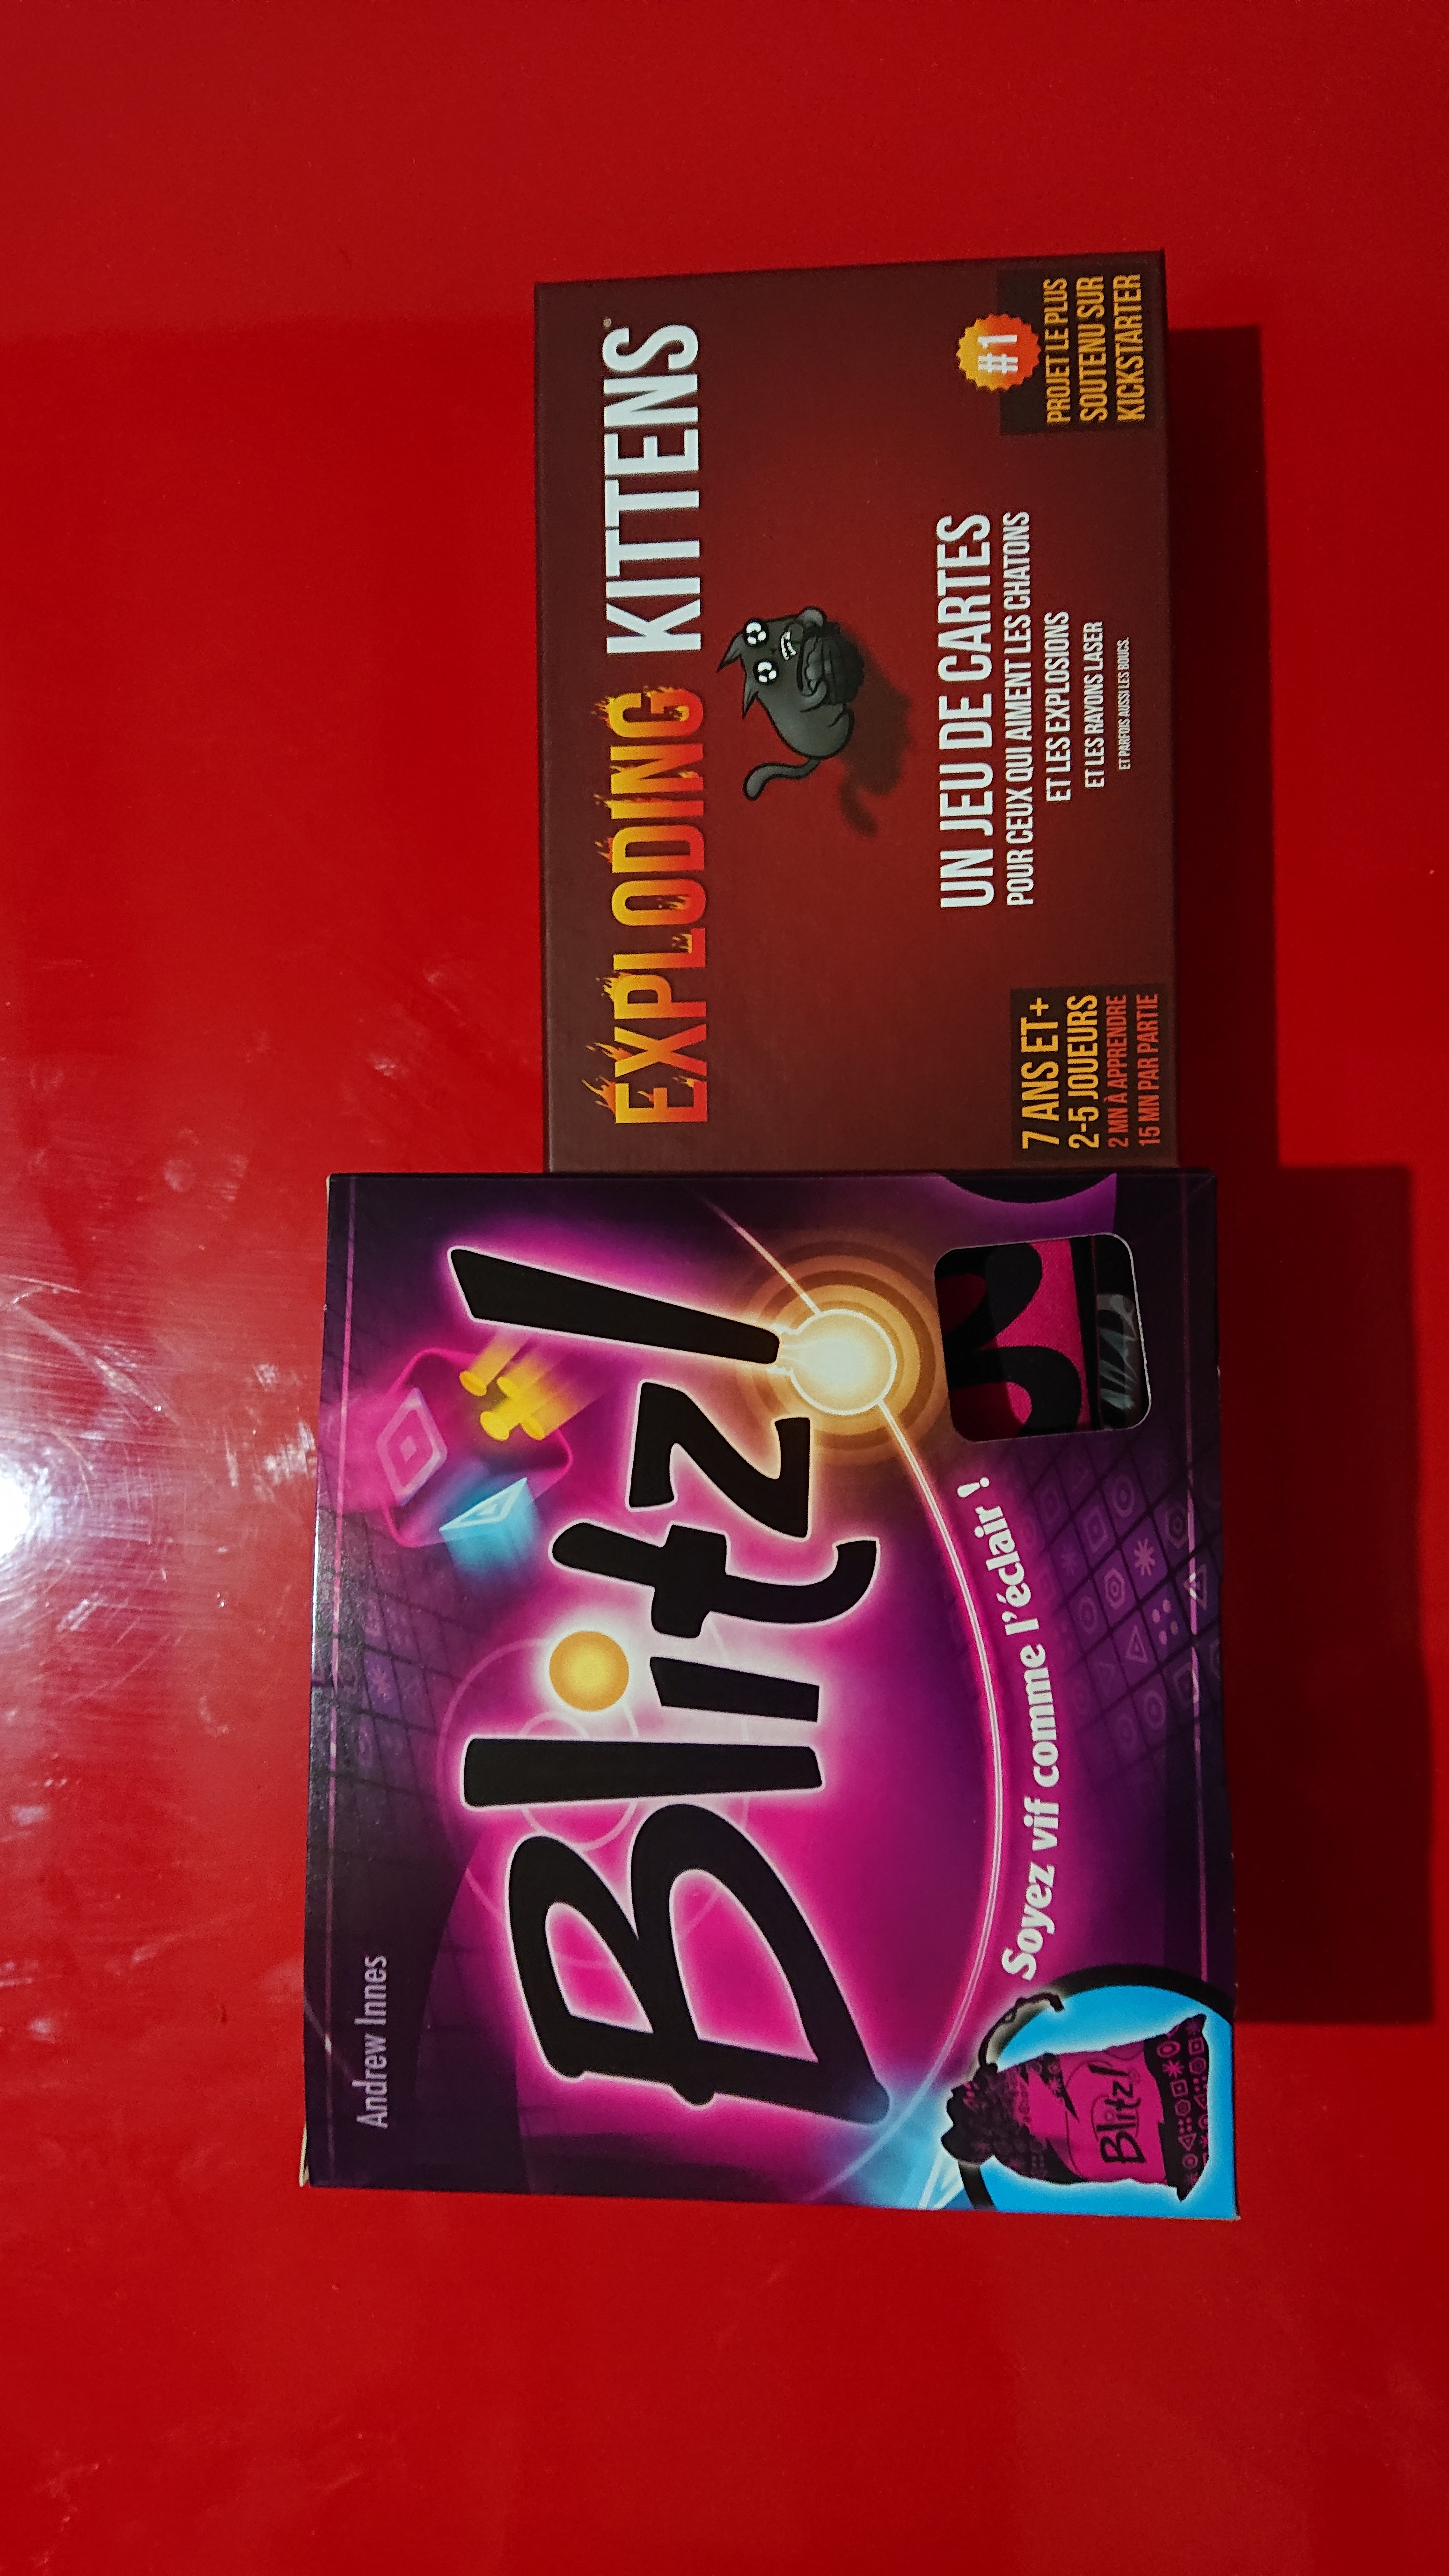 Andrew Innes
Blitz!
Soyez vif comme l'éclair !
Blitz!
EXPLODING KITTENS
UN JEU DE CARTES
POUR CEUX QUI AIMENT LES CHATONS
ET LES EXPLOSIONS
ET LES RAYONS LASER
ET PARFOIS AUSSI LES BOUCS.
7 ANS ET+
2-5 JOUEURS
2 MN À APPRENDRE
15 MN PAR PARTIE
#1
PROJET LE PLUS
SOUTENU SUR
KICKSTARTER